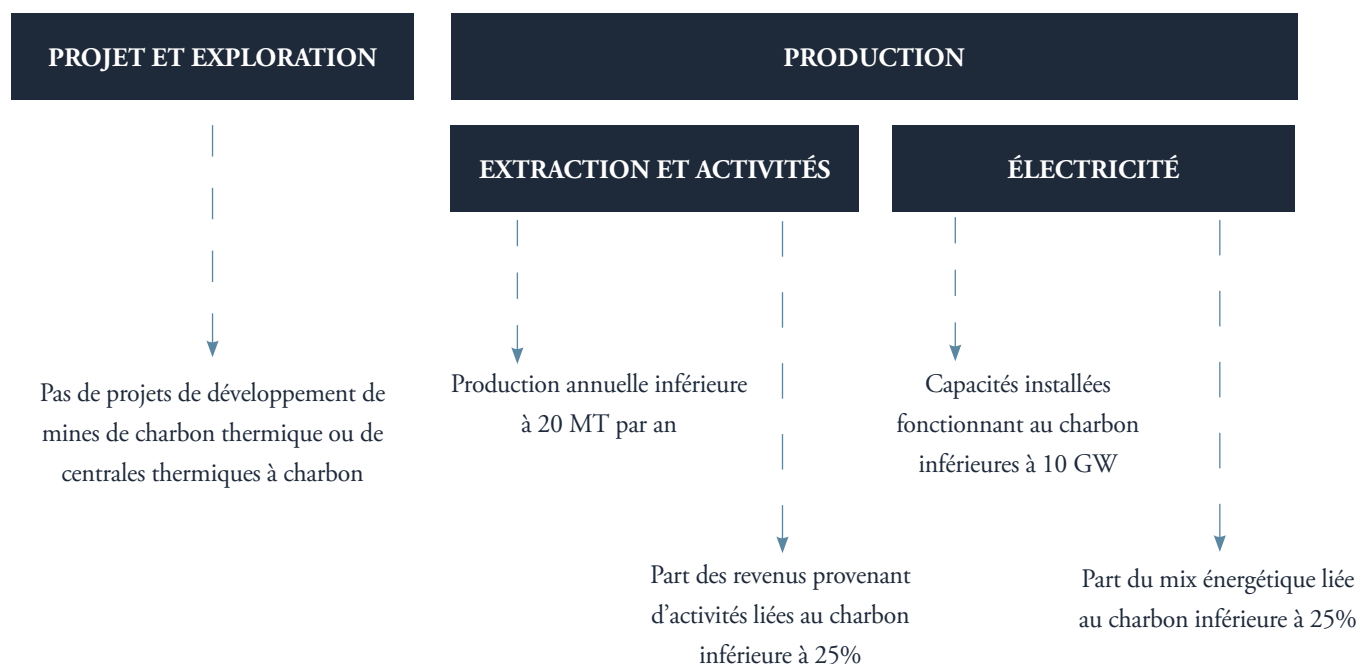 PROJET ET EXPLORATION
PRODUCTION
EXTRACTION ET ACTIVITÉS
ÉLECTRICITÉ
Pas de projets de développement de
mines de charbon thermique ou de
centrales thermiques à charbon
Production annuelle inférieure
à 20 MT par an
Capacités installées
fonctionnant au charbon
inférieures à 10 GW
Part des revenus provenant
d’activités liées au charbon
inférieure à 25%
Part du mix énergétique liée
au charbon inférieure à 25%